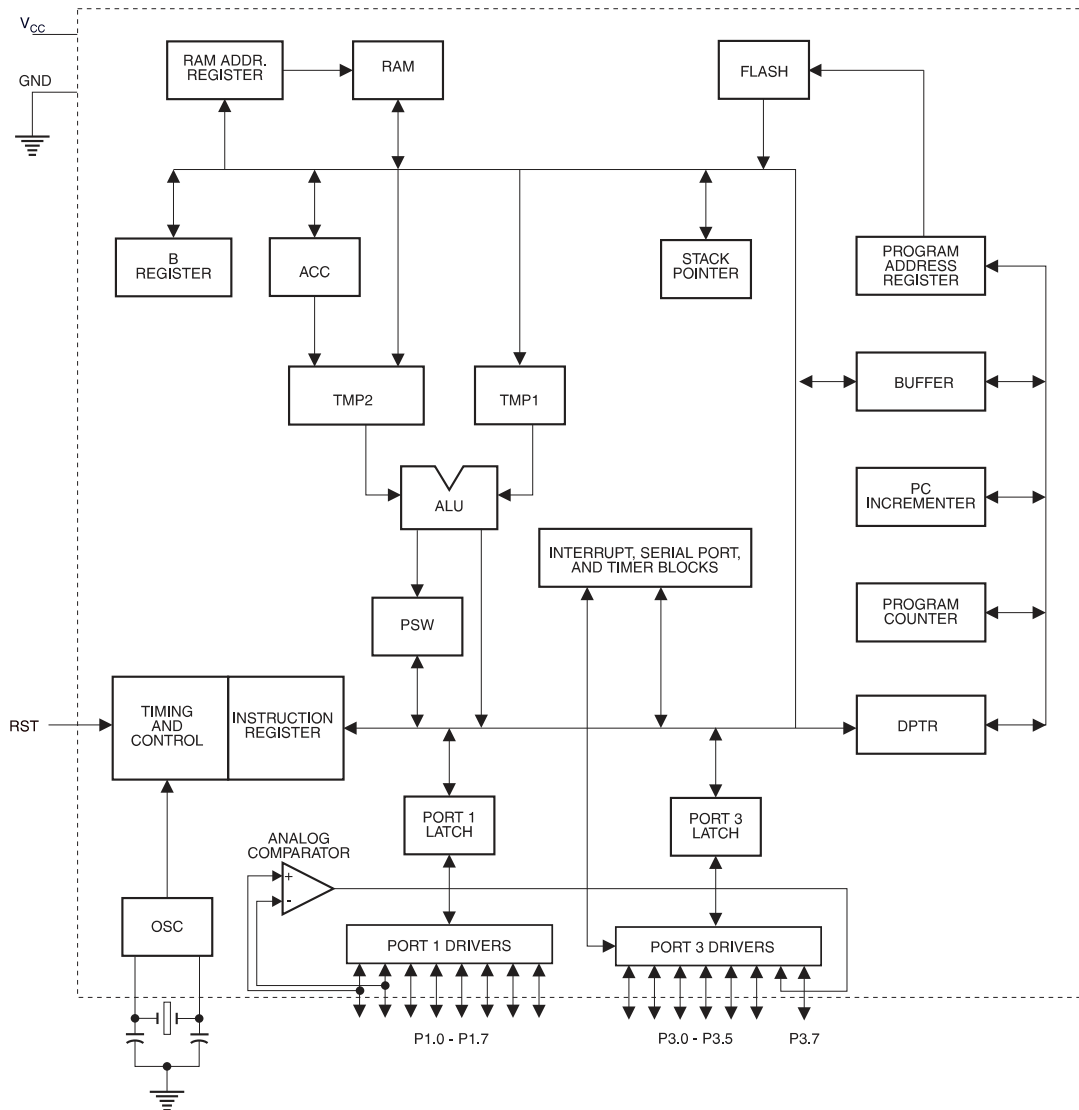 VCC
GND
RAM ADDR.
REGISTER
RAM
FLASH
B
REGISTER
ACC
STACK
POINTER
PROGRAM
ADDRESS
REGISTER
TMP2
TMP1
BUFFER
ALU
PC
INCREMENTER
INTERRUPT, SERIAL PORT,
AND TIMER BLOCKS
PSW
PROGRAM
COUNTER
RST
TIMING
AND
CONTROL
INSTRUCTION
REGISTER
DPTR
PORT 1
LATCH
PORT 3
LATCH
ANALOG
COMPARATOR
+
-
OSC
PORT 1 DRIVERS
PORT 3 DRIVERS
P1.0 - P1.7
P3.0 - P3.5
P3.7